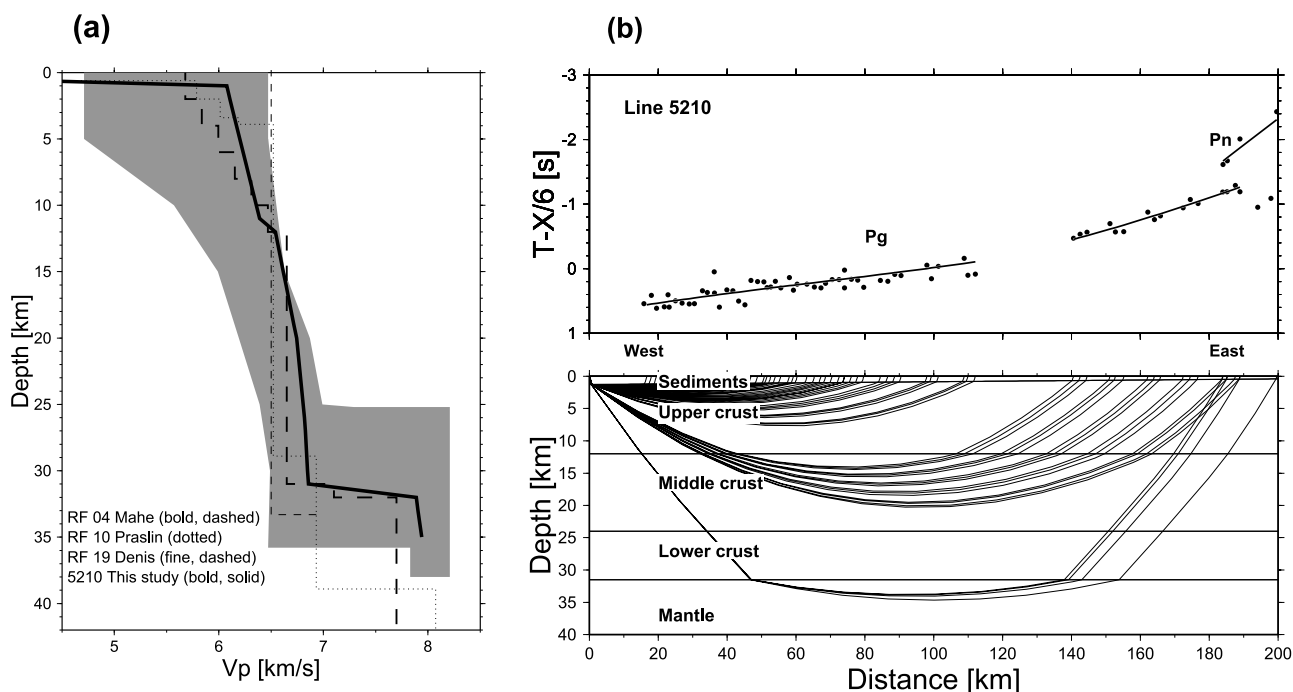 (a)
0
5
10
15
20
25
30
35
40
Depth [km]
RF 04 Mahe (bold, dashed)
RF 10 Praslin (dotted)
RF 19 Denis (fine, dashed)
5210 This study (bold, solid)
5 6 7 8
Vp [km/s]
(b)
-3
-2
-1
0
1
T-X/6 [s]
Line 5210
Pn
Pg
West East
0
5
10
15
20
25
30
35
40
Depth [km]
Sediments
Upper crust
Middle crust
Lower crust
Mantle
0 20 40 60 80 100 120 140 160 180 200
Distance [km]